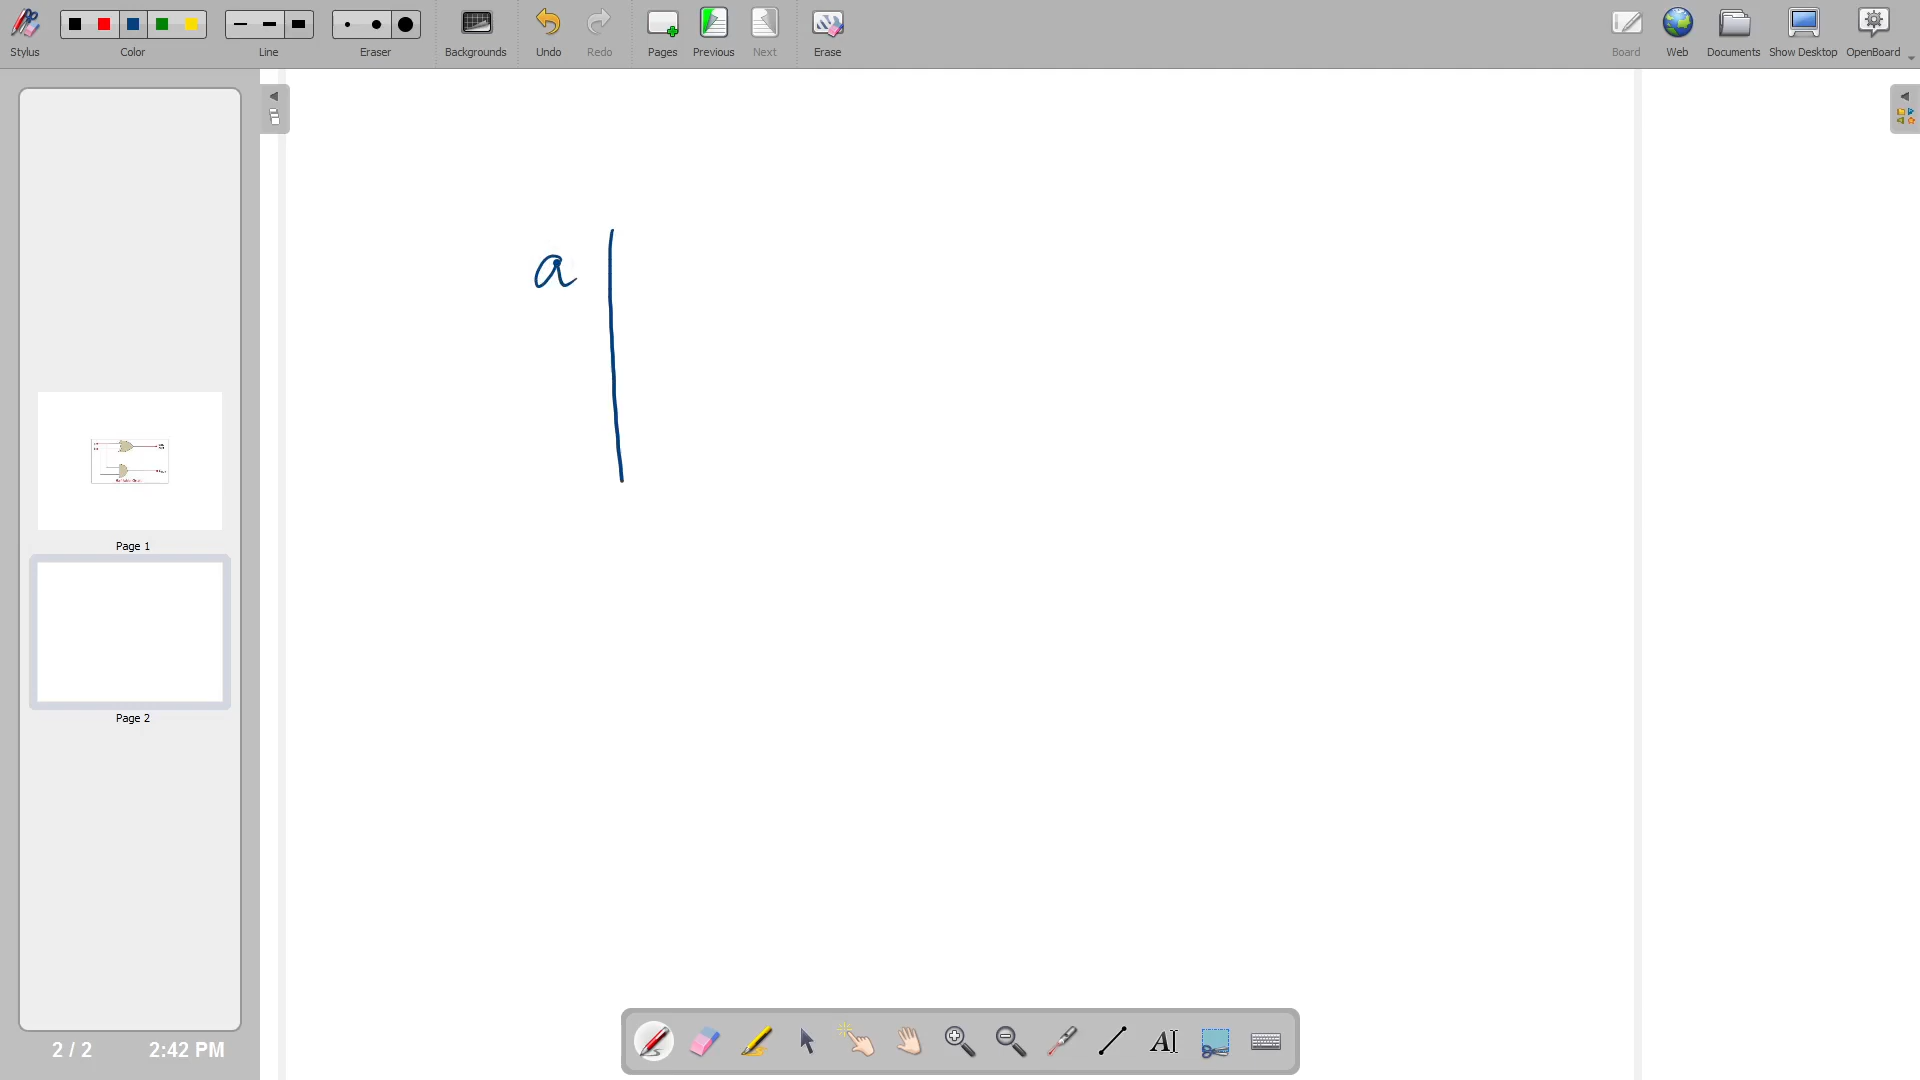 Stylus
Color
Line
Eraser
Backgrounds
Undo
Redo
Pages
Previous
Next
Erase
Board
Web
Documents
Show Desktop
OpenBoard
a
Page 1
Page 2
2 / 2
2:42 PM
AI